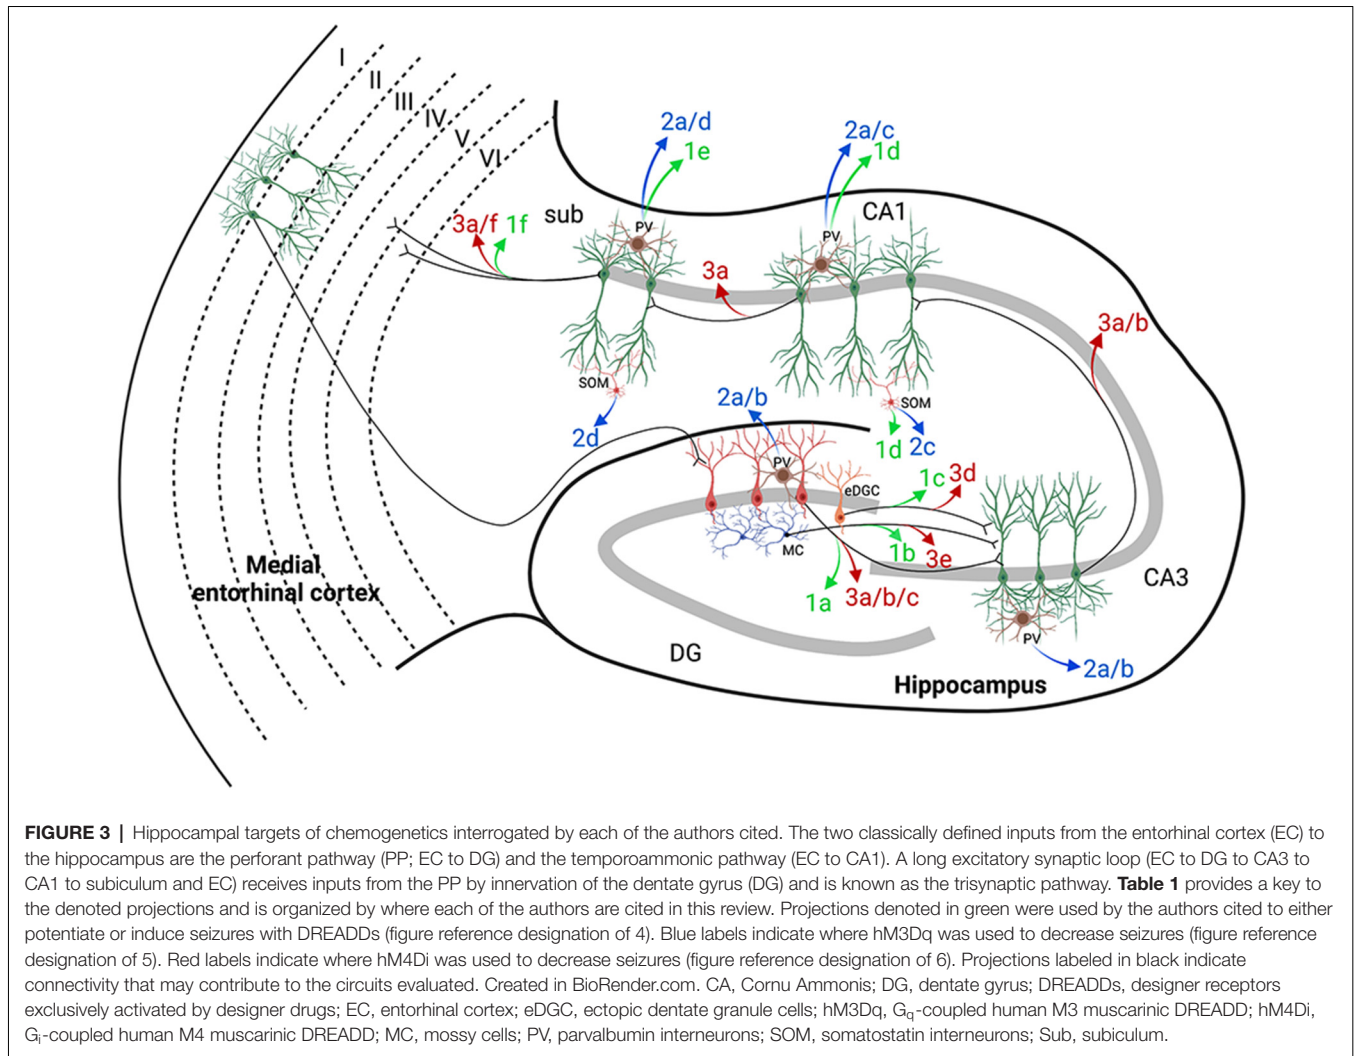 I
II
III
IV
V
VI
sub
3a/f 1f
2a/d
1e
PV
2a/c
1d
PV
CA1
3a
3a/b
SOM
2d
SOM
1d
2c
2a/b
PV
eDGC
1c
3d
MC
1b
3e
1a
3a/b/c
CA3
PV
2a/b
Medial
entorhinal cortex
DG
Hippocampus
FIGURE 3 | Hippocampal targets of chemogenetics interrogated by each of the authors cited. The two classically defined inputs from the entorhinal cortex (EC) to
the hippocampus are the perforant pathway (PP; EC to DG) and the temporoammonic pathway (EC to CA1). A long excitatory synaptic loop (EC to DG to CA3 to
CA1 to subiculum and EC) receives inputs from the PP by innervation of the dentate gyrus (DG) and is known as the trisynaptic pathway. Table 1 provides a key to
the denoted projections and is organized by where each of the authors are cited in this review. Projections denoted in green were used by the authors cited to either
potentiate or induce seizures with DREADDs (figure reference designation of 4). Blue labels indicate where hM3Dq was used to decrease seizures (figure reference
designation of 5). Red labels indicate where hM4Di was used to decrease seizures (figure reference designation of 6). Projections labeled in black indicate
connectivity that may contribute to the circuits evaluated. Created in BioRender.com. CA, Cornu Ammonis; DG, dentate gyrus; DREADDs, designer receptors
exclusively activated by designer drugs; EC, entorhinal cortex; eDGC, ectopic dentate granule cells; hM3Dq, Gq-coupled human M3 muscarinic DREADD; hM4Di,
Gi-coupled human M4 muscarinic DREADD; MC, mossy cells; PV, parvalbumin interneurons; SOM, somatostatin interneurons; Sub, subiculum.